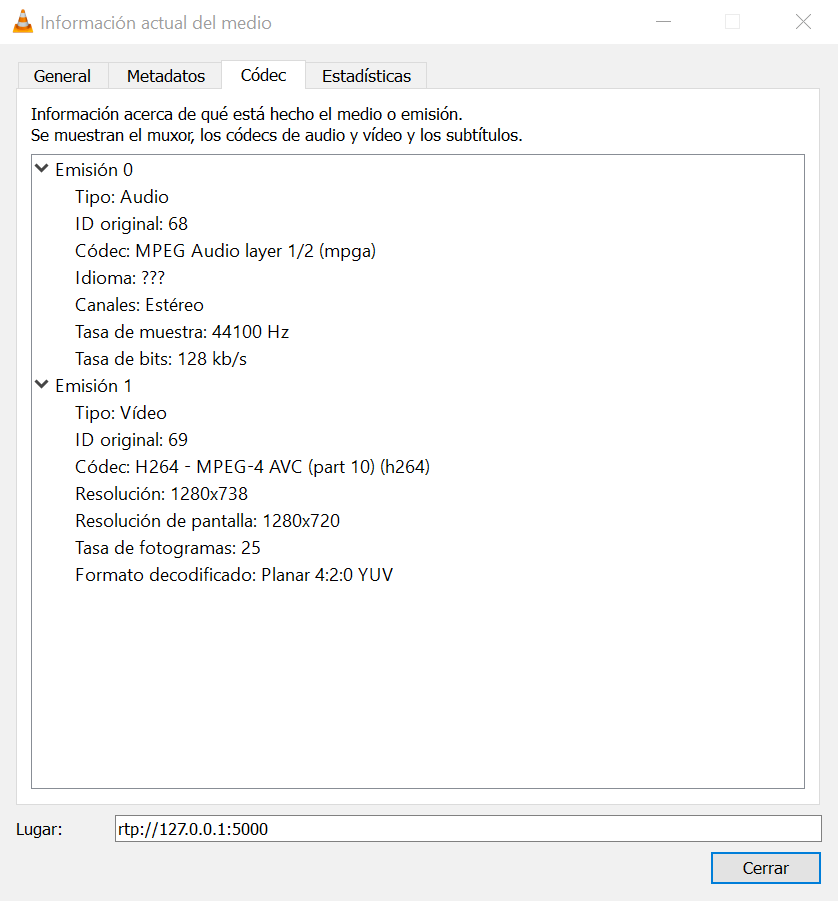 Información actual del medio
General Metadatos Códec Estadísticas
Información acerca de qué está hecho el medio o emisión.
Se muestran el muxor, los códecs de audio y vídeo y los subtítulos.
Emisión 0
Tipo: Audio
ID original: 68
Códec: MPEG Audio layer 1/2 (mpga)
Idioma: ???
Canales: Estéreo
Tasa de muestra: 44100 Hz
Tasa de bits: 128 kb/s
Emisión 1
Tipo: Vídeo
ID original: 69
Códec: H264 - MPEG-4 AVC (part 10) (h264)
Resolución: 1280x738
Resolución de pantalla: 1280x720
Tasa de fotogramas: 25
Formato decodificado: Planar 4:2:0 YUV
Lugar: rtp://127.0.0.1:5000
Cerrar